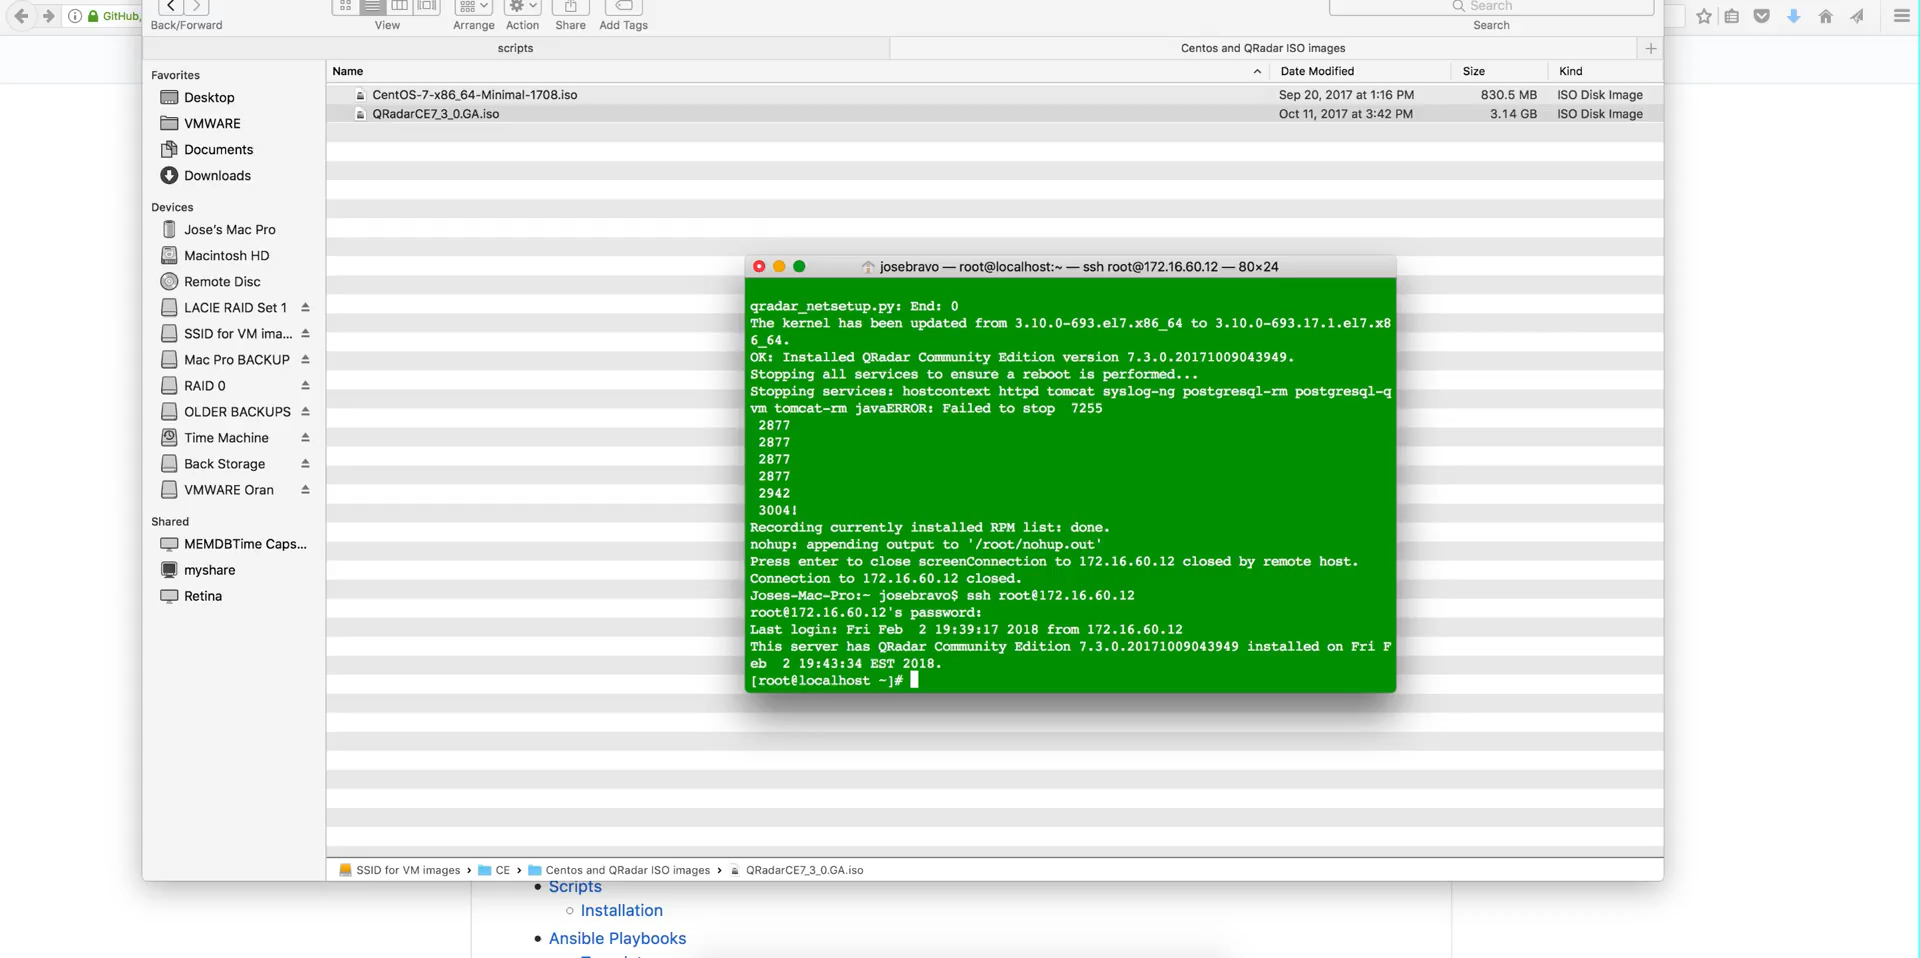 GitHub,
Back/Forward
View
Arrange
Action
Share
Add Tags
Search
Search
scripts
Centos and QRadar ISO images
Favorites
Desktop
VMWARE
Documents
Downloads
Devices
Jose's Mac Pro
Macintosh HD
Remote Disc
LACIE RAID Set 1
SSID for VM ima...
Mac Pro BACKUP
RAID 0
OLDER BACKUPS
Time Machine
Back Storage
VMWARE Oran
Shared
MEMDBTime Caps...
myshare
Retina
Name Date Modified Size Kind
CentOS-7-x86_64-Minimal-1708.iso Sep 20, 2017 at 1:16 PM 830.5 MB ISO Disk Image
QRadarCE7_3_0.GA.iso Oct 11, 2017 at 3:42 PM 3.14 GB ISO Disk Image
josebravo — root@localhost:~ — ssh root@172.16.60.12 — 80×24
qradar_netsetup.py: End: 0
The kernel has been updated from 3.10.0-693.el7.x86_64 to 3.10.0-693.17.1.el7.x8
6_64.
OK: Installed QRadar Community Edition version 7.3.0.20171009043949.
Stopping all services to ensure a reboot is performed...
Stopping services: hostcontext httpd tomcat syslog-ng postgresql-rm postgresql-q
vm tomcat-rm javaERROR: Failed to stop  7255
2877
2877
2877
2877
2942
3004!
Recording currently installed RPM list: done.
nohup: appending output to '/root/nohup.out'
Press enter to close screenConnection to 172.16.60.12 closed by remote host.
Connection to 172.16.60.12 closed.
Joses-Mac-Pro:~ josebravo$ ssh root@172.16.60.12
root@172.16.60.12's password:
Last login: Fri Feb  2 19:39:17 2018 from 172.16.60.12
This server has QRadar Community Edition 7.3.0.20171009043949 installed on Fri F
eb  2 19:43:34 EST 2018.
[root@localhost ~]#
SSID for VM images › CE › Centos and QRadar ISO images › QRadarCE7_3_0.GA.iso
Scripts
Installation
Ansible Playbooks